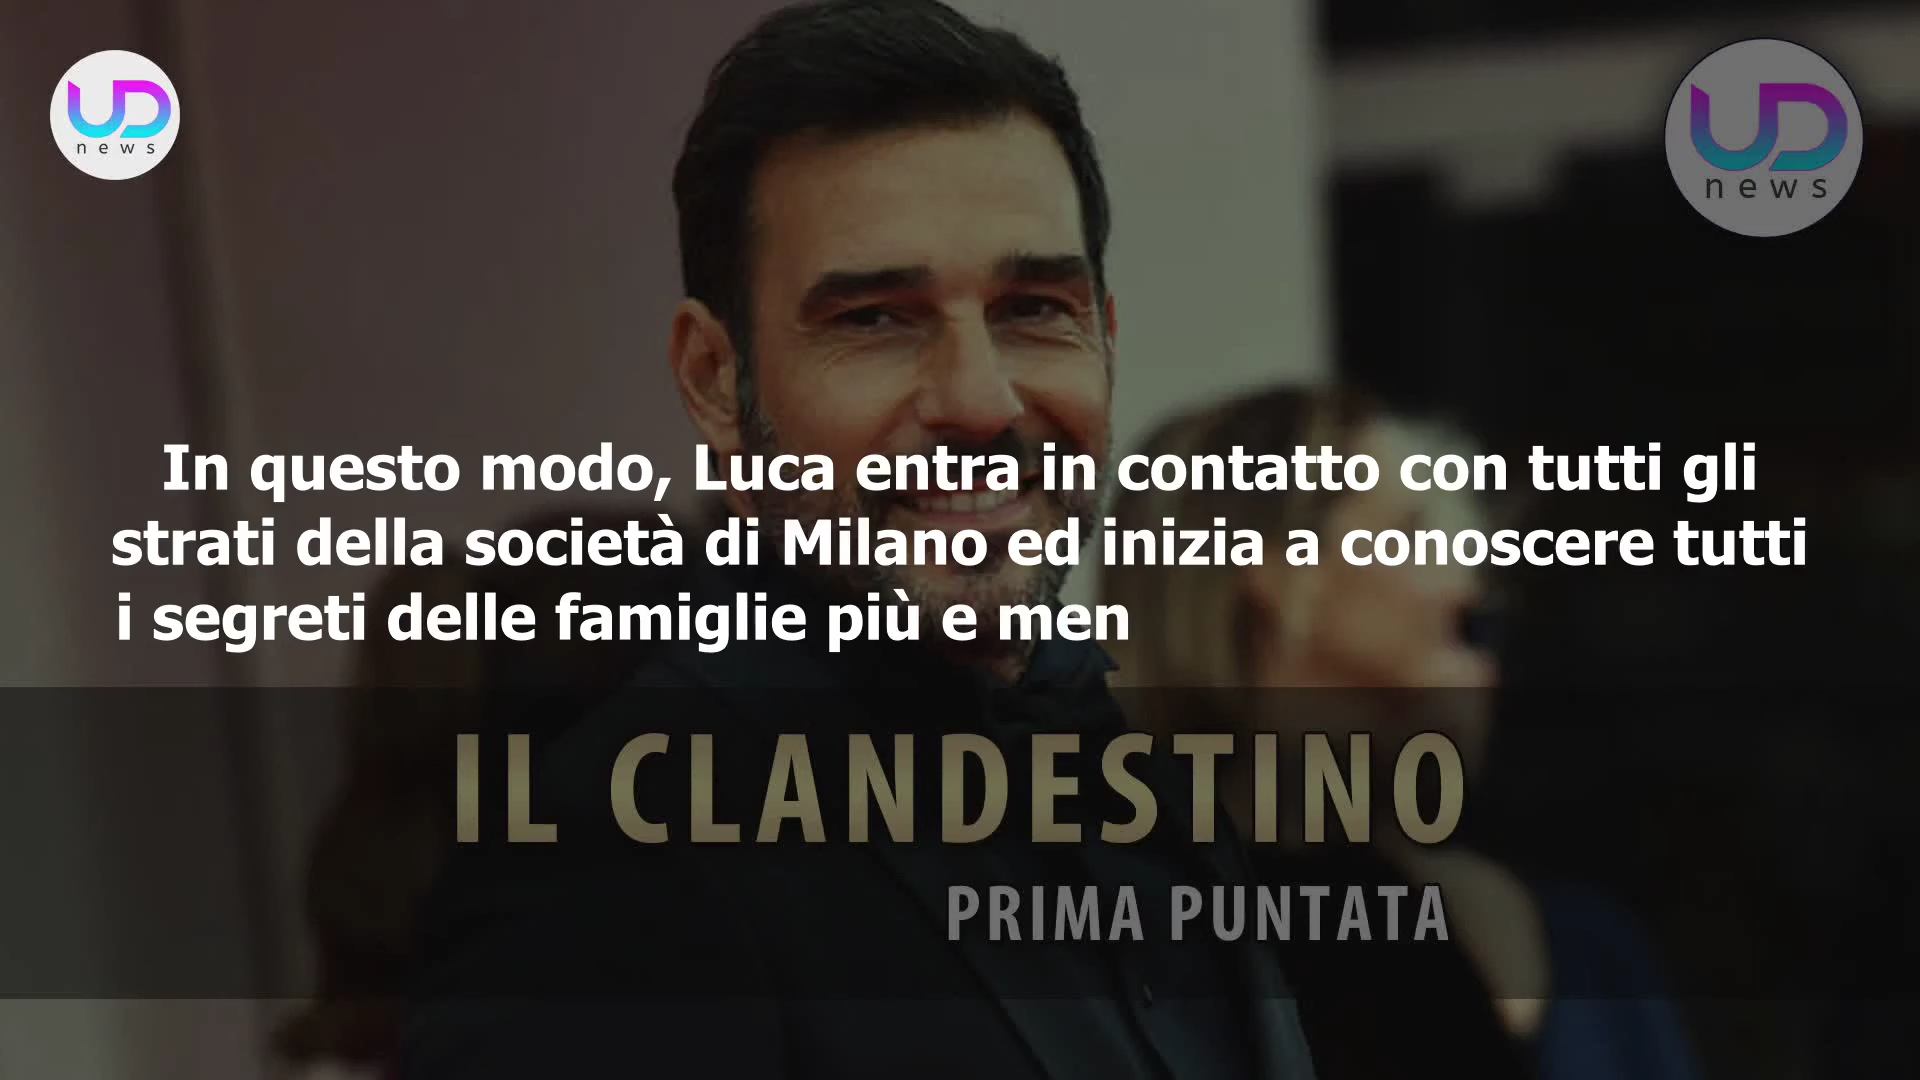 UD
news
UD
news
In questo modo, Luca entra in contatto con tutti gli
strati della società di Milano ed inizia a conoscere tutti
i segreti delle famiglie più e men
IL CLANDESTINO
PRIMA PUNTATA